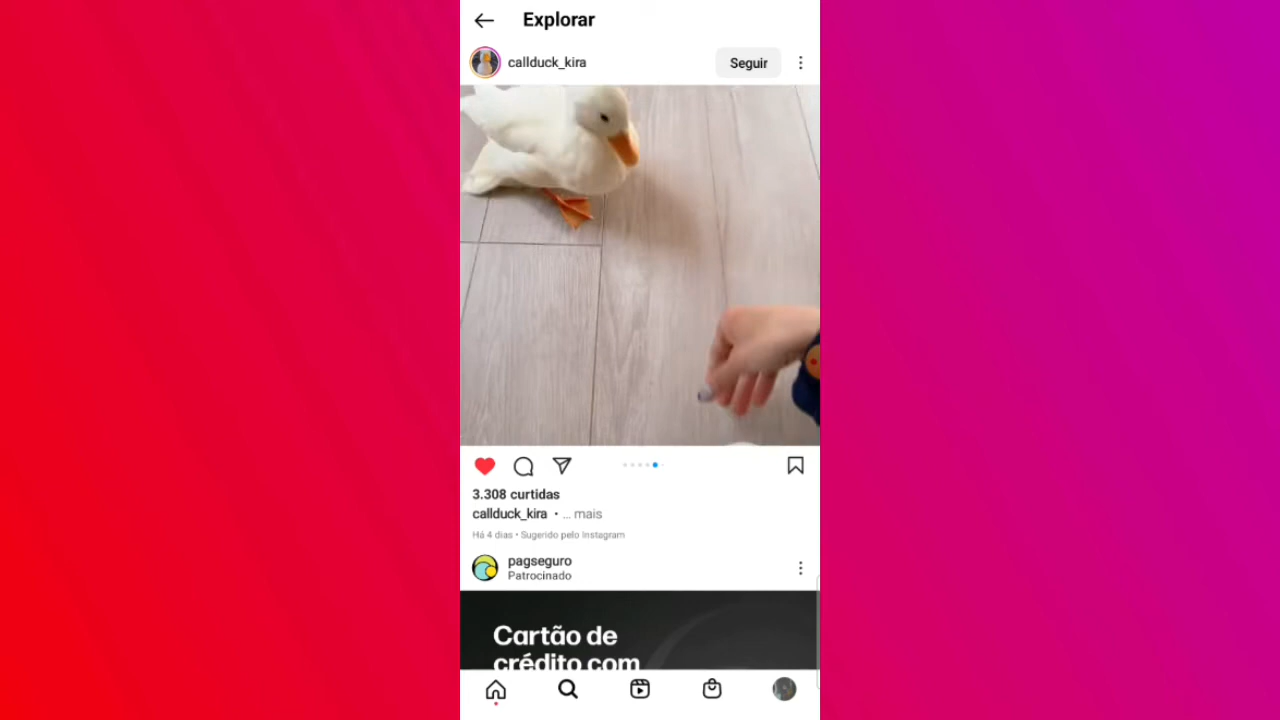 Explorar
callduck_kira
Seguir
3.308 curtidas
callduck_kira • ... mais
Há 4 dias • Sugerido pelo Instagram
pagseguro
Patrocinado
Cartão de
crédito com